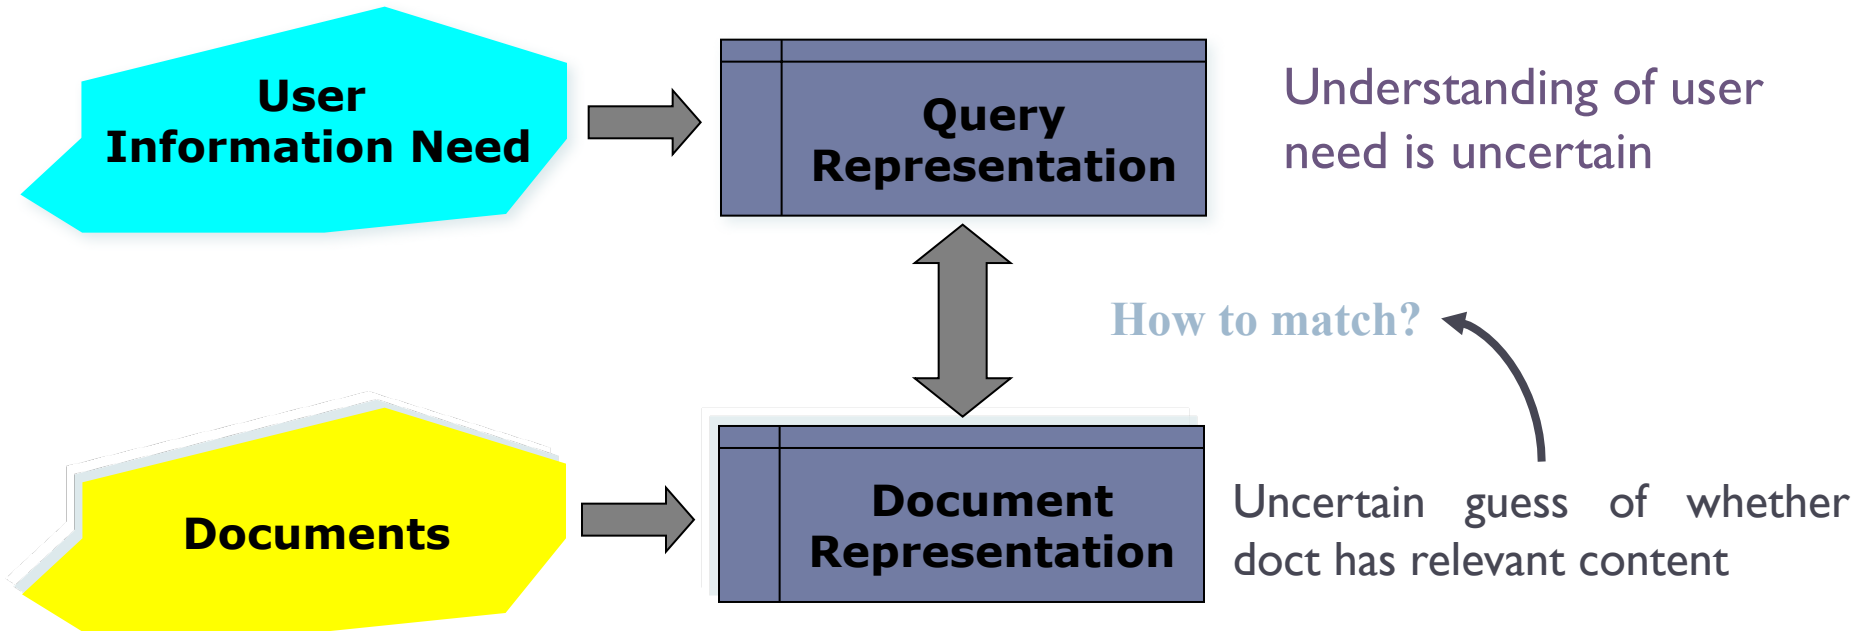 User
Information Need
Query
Representation
Understanding of user
need is uncertain
How to match?
Documents
Document
Representation
Uncertain guess of whether
doct has relevant content